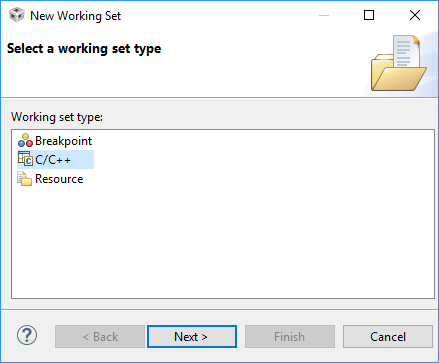 New Working Set
Select a working set type
Working set type:
Breakpoint
C/C++
Resource
? < Back Next > Finish Cancel